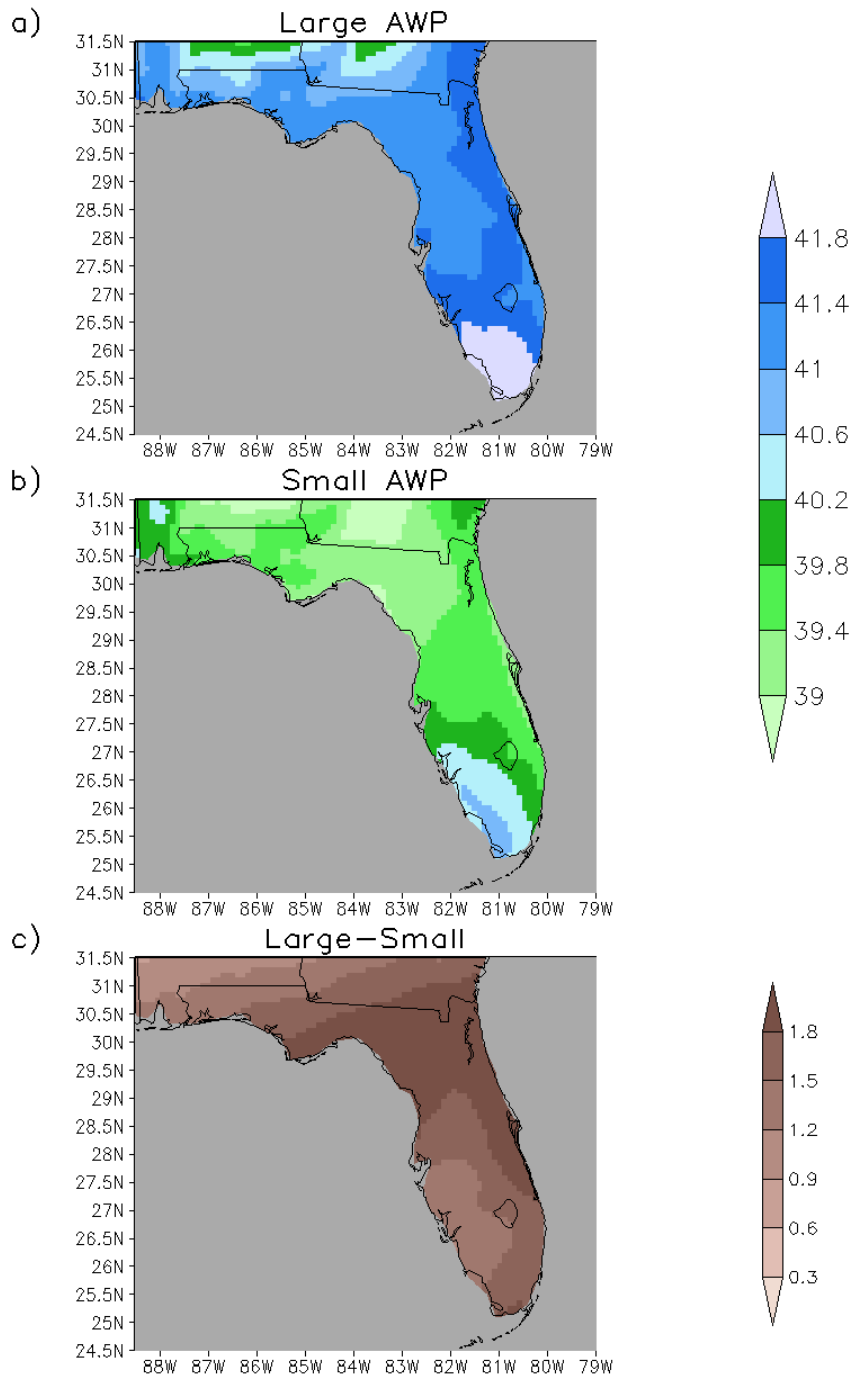 a)
Large AWP
31.5N
31N
30.5N
30N
29.5N
29N
28.5N
28N
27.5N
27N
26.5N
26N
25.5N
25N
24.5N
88W 87W 86W 85W 84W 83W 82W 81W 80W 79W
41.8
41.4
41
40.6
40.2
39.8
39.4
39
b)
Small AWP
31.5N
31N
30.5N
30N
29.5N
29N
28.5N
28N
27.5N
27N
26.5N
26N
25.5N
25N
24.5N
88W 87W 86W 85W 84W 83W 82W 81W 80W 79W
c)
Large−Small
31.5N
31N
30.5N
30N
29.5N
29N
28.5N
28N
27.5N
27N
26.5N
26N
25.5N
25N
24.5N
88W 87W 86W 85W 84W 83W 82W 81W 80W 79W
1.8
1.5
1.2
0.9
0.6
0.3